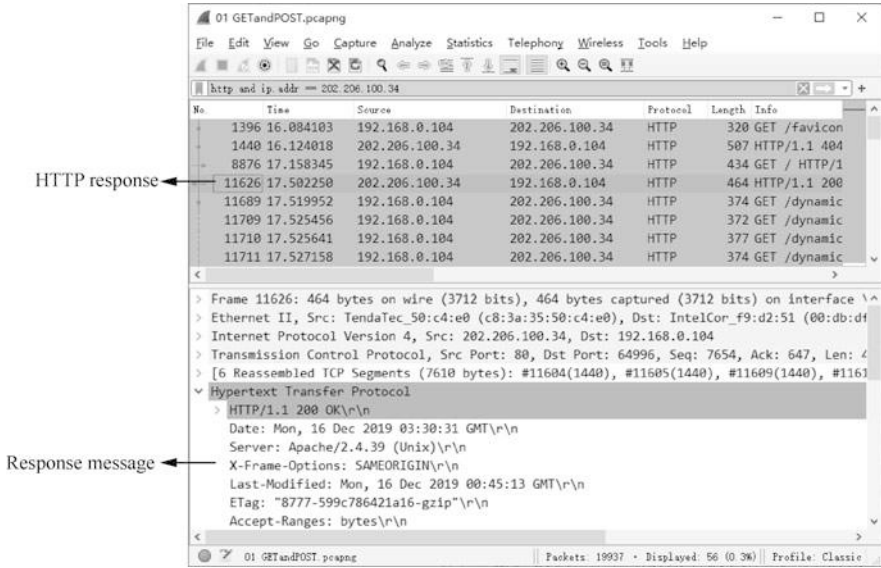 01 GETandPOST.pcapng
File Edit View Go Capture Analyze Statistics Telephony Wireless Tools Help
http and ip.addr == 202.206.100.34
No. Time Source Destination Protocol Length Info
1396 16.084103 192.168.0.104 202.206.100.34 HTTP 320 GET /favicon
1440 16.124018 202.206.100.34 192.168.0.104 HTTP 507 HTTP/1.1 404
8876 17.158345 192.168.0.104 202.206.100.34 HTTP 434 GET / HTTP/1
HTTP response
11626 17.502250 202.206.100.34 192.168.0.104 HTTP 464 HTTP/1.1 200
11689 17.519952 192.168.0.104 202.206.100.34 HTTP 374 GET /dynamic
11709 17.525456 192.168.0.104 202.206.100.34 HTTP 372 GET /dynamic
11710 17.525641 192.168.0.104 202.206.100.34 HTTP 377 GET /dynamic
11711 17.527158 192.168.0.104 202.206.100.34 HTTP 374 GET /dynamic
Frame 11626: 464 bytes on wire (3712 bits), 464 bytes captured (3712 bits) on interface \
Ethernet II, Src: TendaTec_50:c4:e0 (c8:3a:35:50:c4:e0), Dst: IntelCor_f9:d2:51 (00:db:df
Internet Protocol Version 4, Src: 202.206.100.34, Dst: 192.168.0.104
Transmission Control Protocol, Src Port: 80, Dst Port: 64996, Seq: 7654, Ack: 647, Len: 4
[6 Reassembled TCP Segments (7610 bytes): #11604(1440), #11605(1440), #11609(1440), #1161
Hypertext Transfer Protocol
HTTP/1.1 200 OK\r\n
Date: Mon, 16 Dec 2019 03:30:31 GMT\r\n
Server: Apache/2.4.39 (Unix)\r\n
Response message
X-Frame-Options: SAMEORIGIN\r\n
Last-Modified: Mon, 16 Dec 2019 00:45:13 GMT\r\n
ETag: "8777-599c786421a16-gzip"\r\n
Accept-Ranges: bytes\r\n
01 GETandPOST.pcapng
Packets: 19937 · Displayed: 56 (0.3%)
Profile: Classic